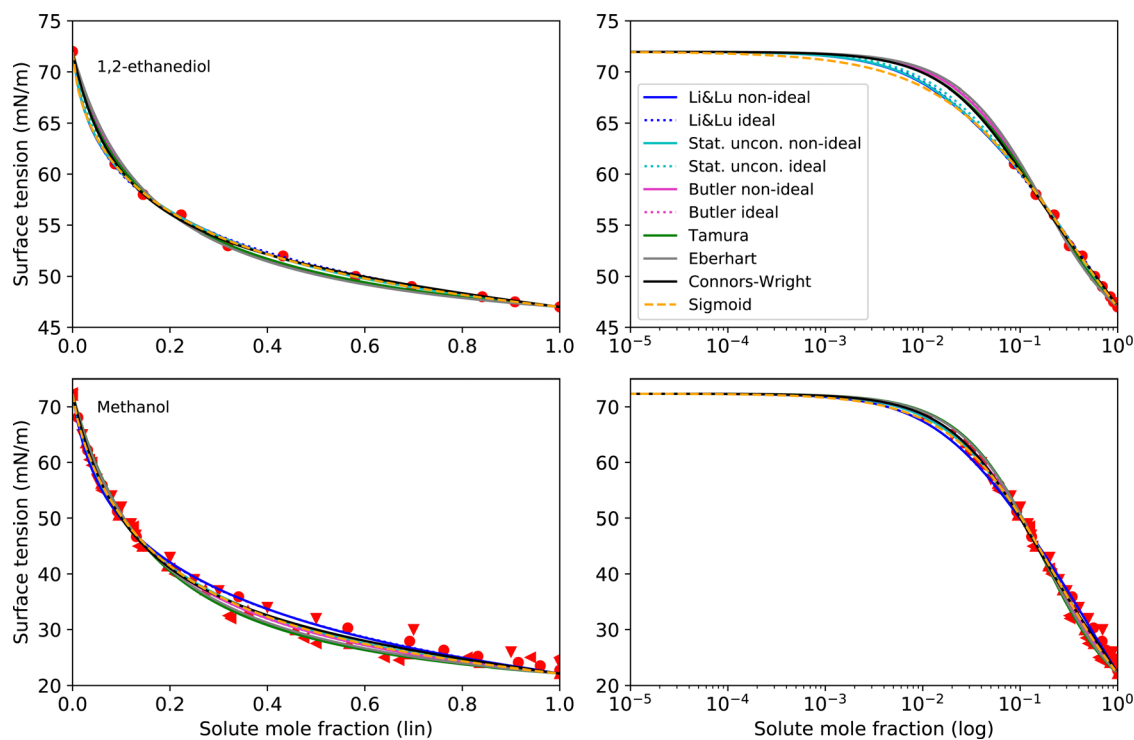 75
70
65
60
55
50
45
Surface tension (mN/m)
1,2-ethanediol
0.0 0.2 0.4 0.6 0.8 1.0
75
70
65
60
55
50
45
Li&Lu non-ideal
Li&Lu ideal
Stat. uncon. non-ideal
Stat. uncon. ideal
Butler non-ideal
Butler ideal
Tamura
Eberhart
Connors-Wright
Sigmoid
10⁻⁵ 10⁻⁴ 10⁻³ 10⁻² 10⁻¹ 10⁰
70
60
50
40
30
20
Surface tension (mN/m)
Methanol
0.0 0.2 0.4 0.6 0.8 1.0
Solute mole fraction (lin)
70
60
50
40
30
20
10⁻⁵ 10⁻⁴ 10⁻³ 10⁻² 10⁻¹ 10⁰
Solute mole fraction (log)